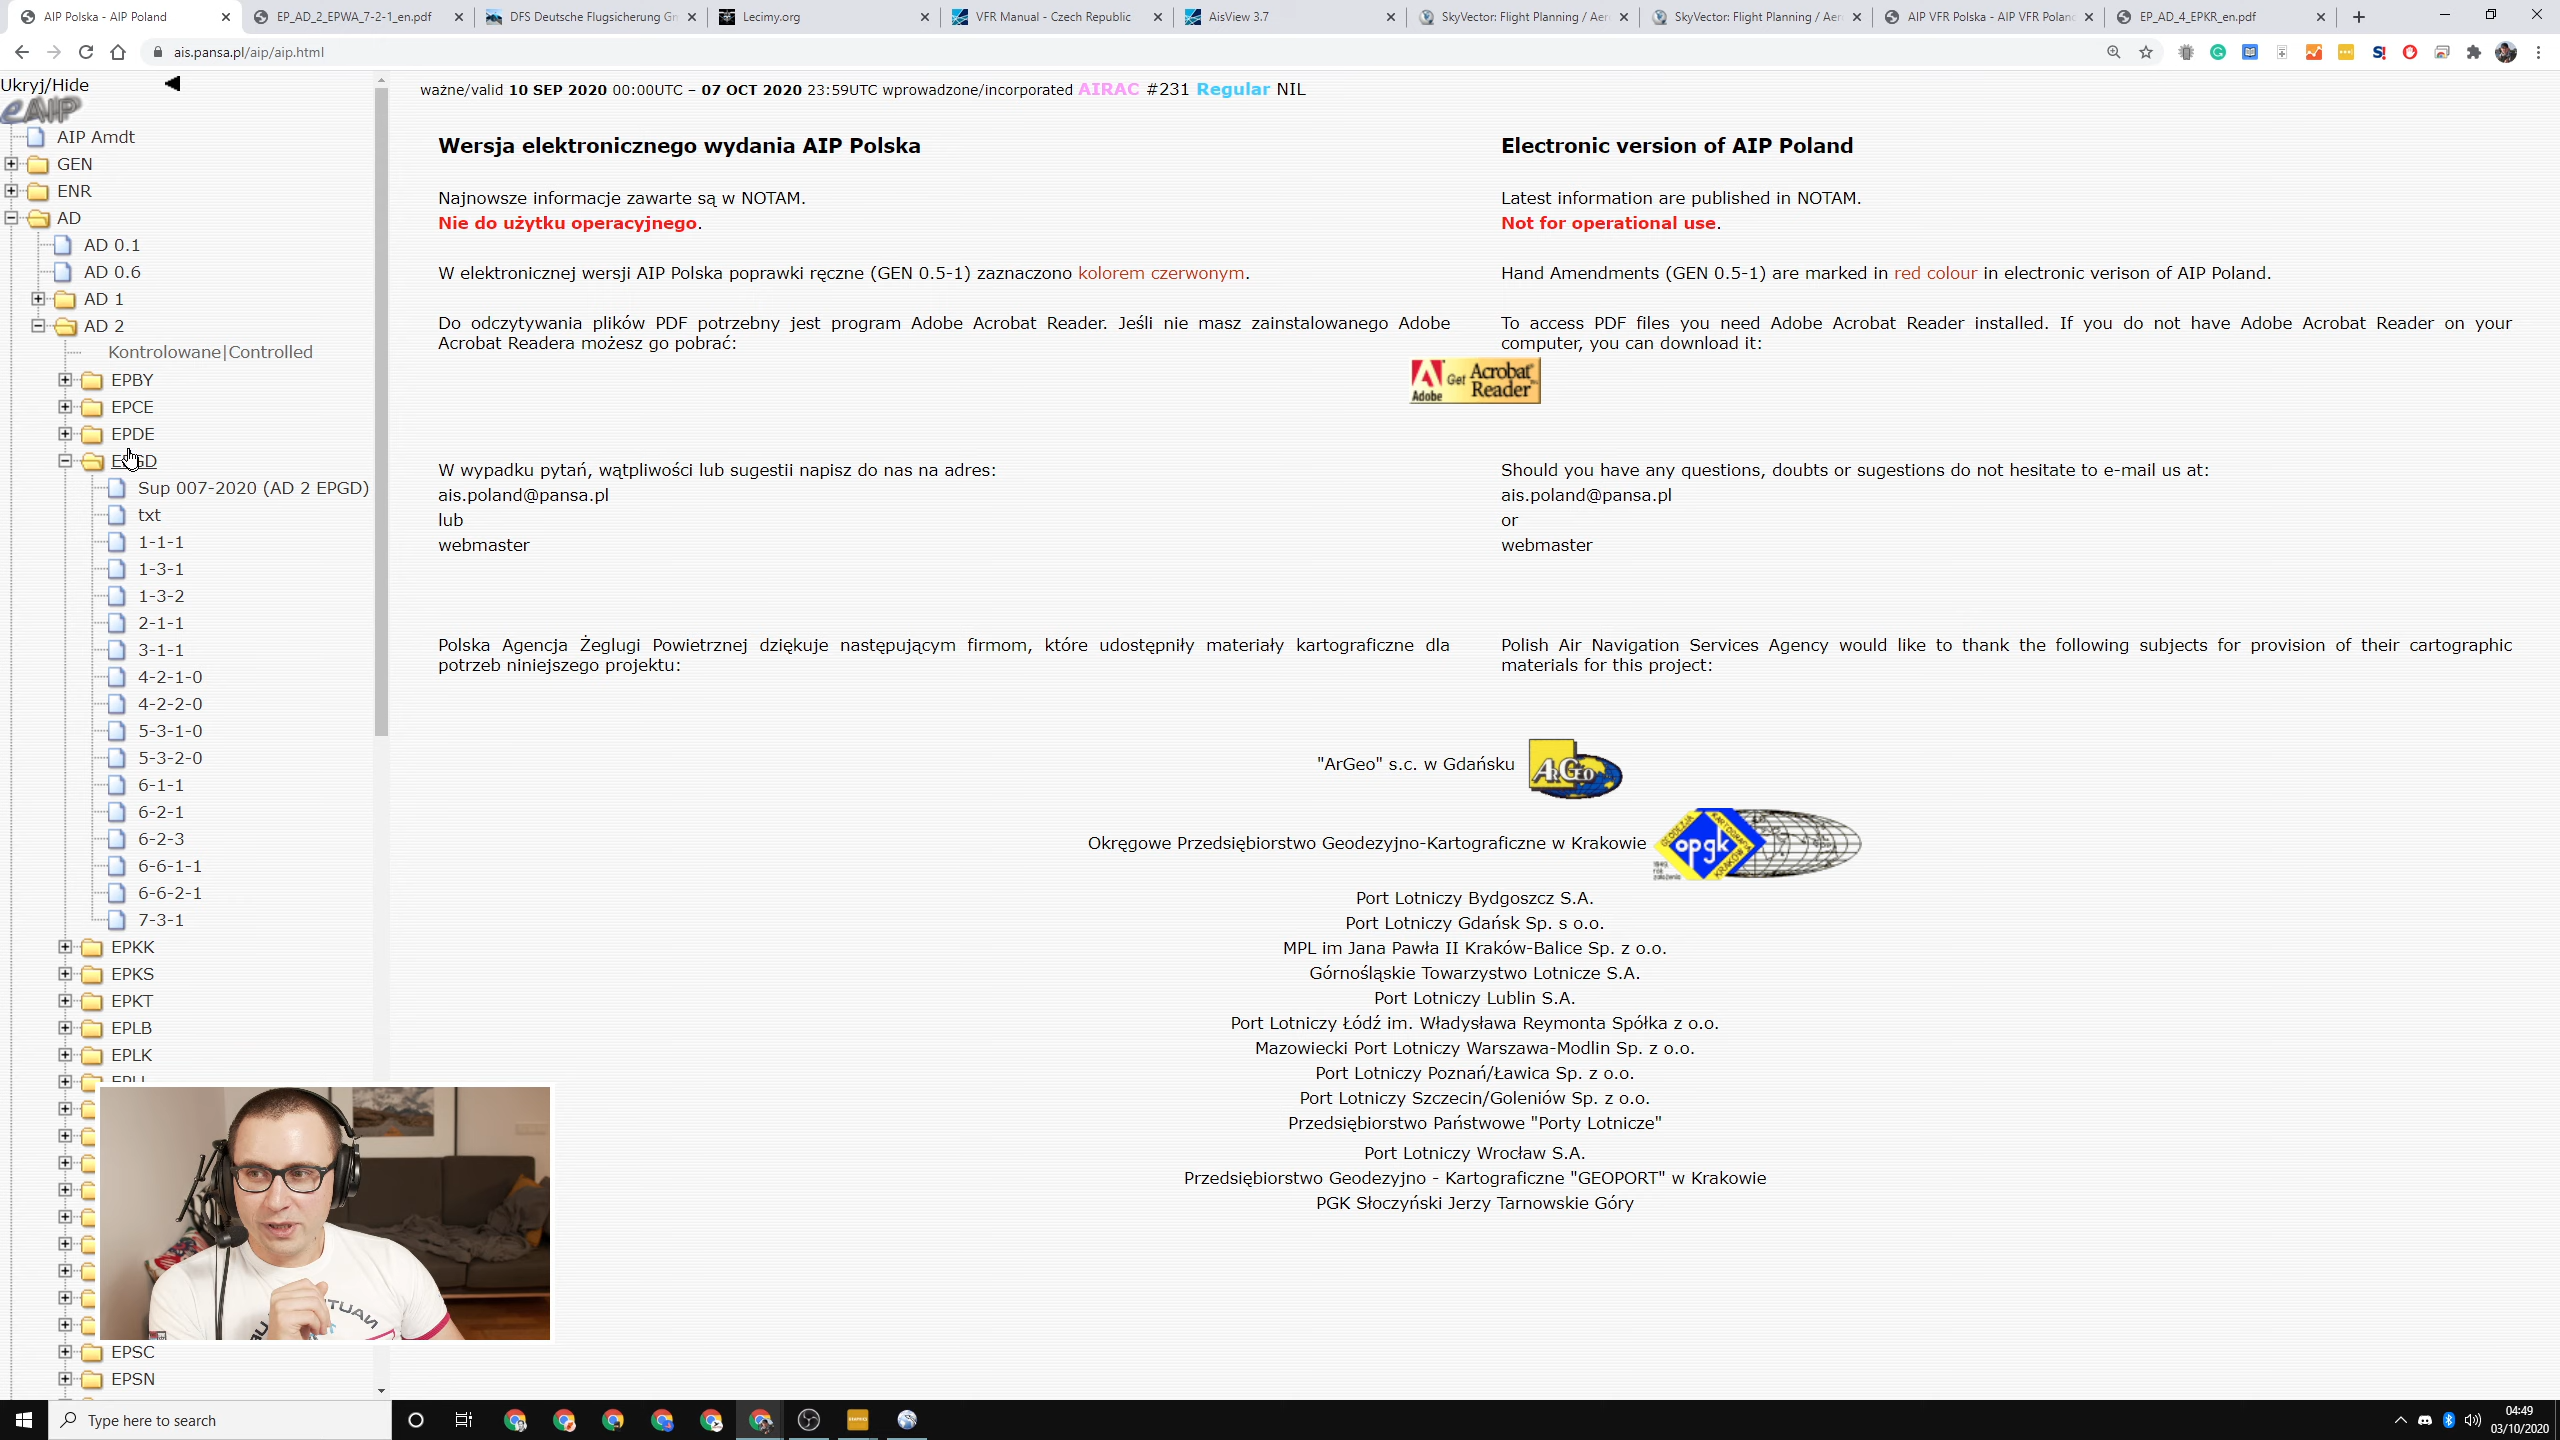 AIP Polska - AIP Poland
EP_AD_2_EPWA_7-2-1_en.pdf
DFS Deutsche Flugsicherung Gm
Lecimy.org
VFR Manual - Czech Republic
AisView 3.7
SkyVector: Flight Planning / Aer
SkyVector: Flight Planning / Aer
AIP VFR Polska - AIP VFR Poland
EP_AD_4_EPKR_en.pdf
ais.pansa.pl/aip/aip.html
Ukryj/Hide
eAIP
AIP Amdt
GEN
ENR
AD
AD 0.1
AD 0.6
AD 1
AD 2
Kontrolowane|Controlled
EPBY
EPCE
EPDE
EPGD
Sup 007-2020 (AD 2 EPGD)
txt
1-1-1
1-3-1
1-3-2
2-1-1
3-1-1
4-2-1-0
4-2-2-0
5-3-1-0
5-3-2-0
6-1-1
6-2-1
6-2-3
6-6-1-1
6-6-2-1
7-3-1
EPKK
EPKS
EPKT
EPLB
EPLK
EPSC
EPSN
ważne/valid 10 SEP 2020 00:00UTC – 07 OCT 2020 23:59UTC wprowadzone/incorporated AIRAC #231 Regular NIL
Wersja elektronicznego wydania AIP Polska
Najnowsze informacje zawarte są w NOTAM.
Nie do użytku operacyjnego.
W elektronicznej wersji AIP Polska poprawki ręczne (GEN 0.5-1) zaznaczono kolorem czerwonym.
Do odczytywania plików PDF potrzebny jest program Adobe Acrobat Reader. Jeśli nie masz zainstalowanego Adobe
Acrobat Readera możesz go pobrać:
Electronic version of AIP Poland
Latest information are published in NOTAM.
Not for operational use.
Hand Amendments (GEN 0.5-1) are marked in red colour in electronic verison of AIP Poland.
To access PDF files you need Adobe Acrobat Reader installed. If you do not have Adobe Acrobat Reader on your
computer, you can download it:
Adobe Get Acrobat Reader
W wypadku pytań, wątpliwości lub sugestii napisz do nas na adres:
ais.poland@pansa.pl
lub
webmaster
Should you have any questions, doubts or sugestions do not hesitate to e-mail us at:
ais.poland@pansa.pl
or
webmaster
Polska Agencja Żeglugi Powietrznej dziękuje następującym firmom, które udostępniły materiały kartograficzne dla
potrzeb niniejszego projektu:
Polish Air Navigation Services Agency would like to thank the following subjects for provision of their cartographic
materials for this project:
"ArGeo" s.c. w Gdańsku
ARGEO
Okręgowe Przedsiębiorstwo Geodezyjno-Kartograficzne w Krakowie
opgk
Port Lotniczy Bydgoszcz S.A.
Port Lotniczy Gdańsk Sp. s o.o.
MPL im Jana Pawła II Kraków-Balice Sp. z o.o.
Górnośląskie Towarzystwo Lotnicze S.A.
Port Lotniczy Lublin S.A.
Port Lotniczy Łódź im. Władysława Reymonta Spółka z o.o.
Mazowiecki Port Lotniczy Warszawa-Modlin Sp. z o.o.
Port Lotniczy Poznań/Ławica Sp. z o.o.
Port Lotniczy Szczecin/Goleniów Sp. z o.o.
Przedsiębiorstwo Państwowe "Porty Lotnicze"
Port Lotniczy Wrocław S.A.
Przedsiębiorstwo Geodezyjno - Kartograficzne "GEOPORT" w Krakowie
PGK Słoczyński Jerzy Tarnowskie Góry
Type here to search
04:49
03/10/2020